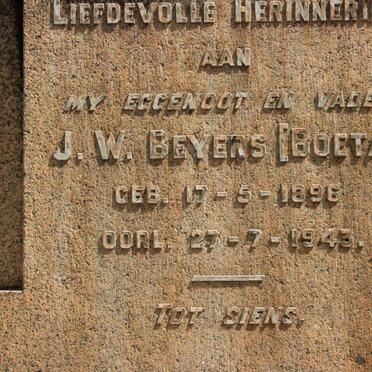 LIEFDEVOLLE HERINNERI
AAN
MY EGGENOOT EN VADE
J. W. BEYERS [BOETA
GEB. 17-5-1896
OORL. 27-7-1943.
TOT SIENS.